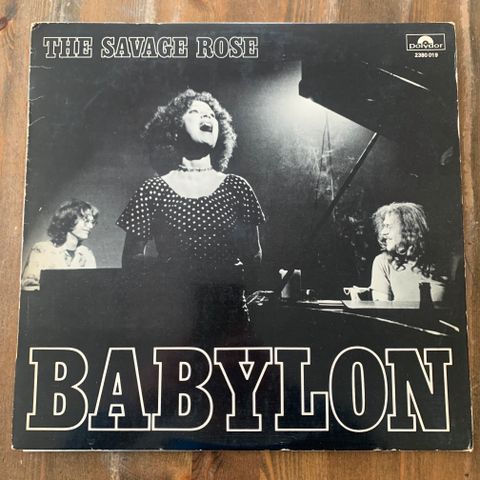 THE SAVAGE ROSE
polydor
2380 019
BABYLON